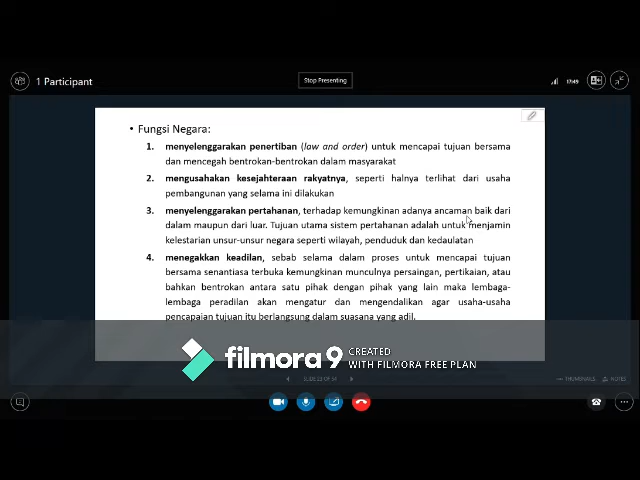 1 Participant
Stop Presenting
17:49
• Fungsi Negara:
1. menyelenggarakan penertiban (law and order) untuk mencapai tujuan bersama
dan mencegah bentrokan-bentrokan dalam masyarakat
2. mengusahakan kesejahteraan rakyatnya, seperti halnya terlihat dari usaha
pembangunan yang selama ini dilakukan
3. menyelenggarakan pertahanan, terhadap kemungkinan adanya ancaman baik dari
dalam maupun dari luar. Tujuan utama sistem pertahanan adalah untuk menjamin
kelestarian unsur-unsur negara seperti wilayah, penduduk dan kedaulatan
4. menegakkan keadilan, sebab selama dalam proses untuk mencapai tujuan
bersama senantiasa terbuka kemungkinan munculnya persaingan, pertikaian, atau
bahkan bentrokan antara satu pihak dengan pihak yang lain maka lembaga-
lembaga peradilan akan mengatur dan mengendalikan agar usaha-usaha
pencapaian tujuan itu berlangsung dalam suasana yang adil.
filmora 9 CREATED
WITH FILMORA FREE PLAN
THUMBNAILS NOTES